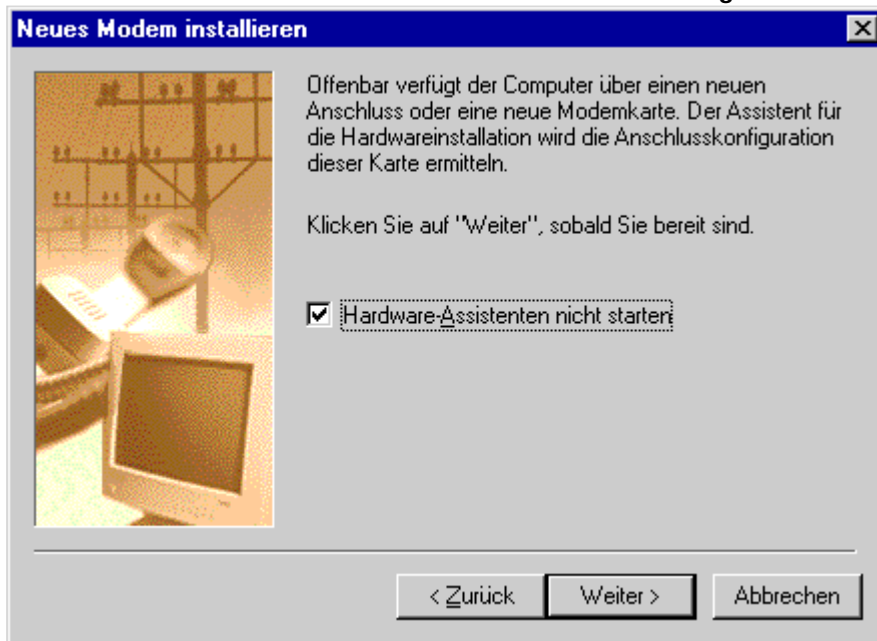 Neues Modem installieren
Offenbar verfügt der Computer über einen neuen
Anschluss oder eine neue Modemkarte. Der Assistent für
die Hardwareinstallation wird die Anschlusskonfiguration
dieser Karte ermitteln.
Klicken Sie auf "Weiter", sobald Sie bereit sind.
Hardware-Assistenten nicht starten
< Zurück
Weiter >
Abbrechen